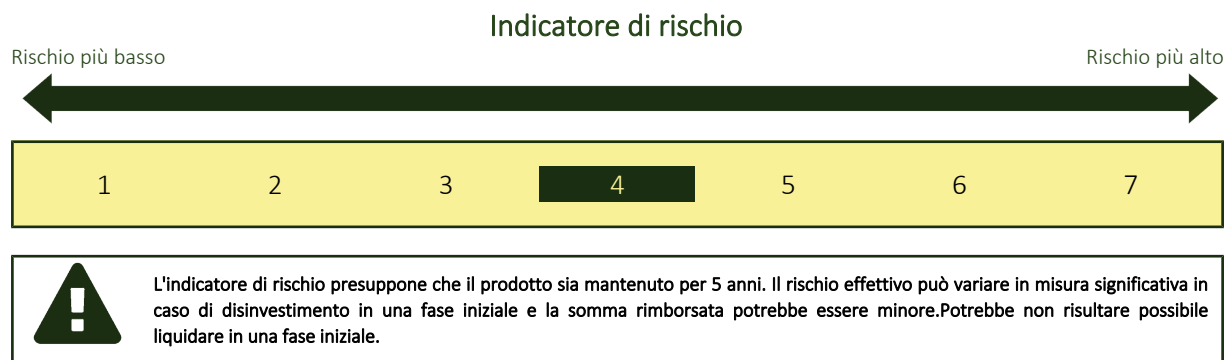 Indicatore di rischio
Rischio più basso
Rischio più alto
1 2 3 4 5 6 7
L'indicatore di rischio presuppone che il prodotto sia mantenuto per 5 anni. Il rischio effettivo può variare in misura significativa in
caso di disinvestimento in una fase iniziale e la somma rimborsata potrebbe essere minore.Potrebbe non risultare possibile
liquidare in una fase iniziale.